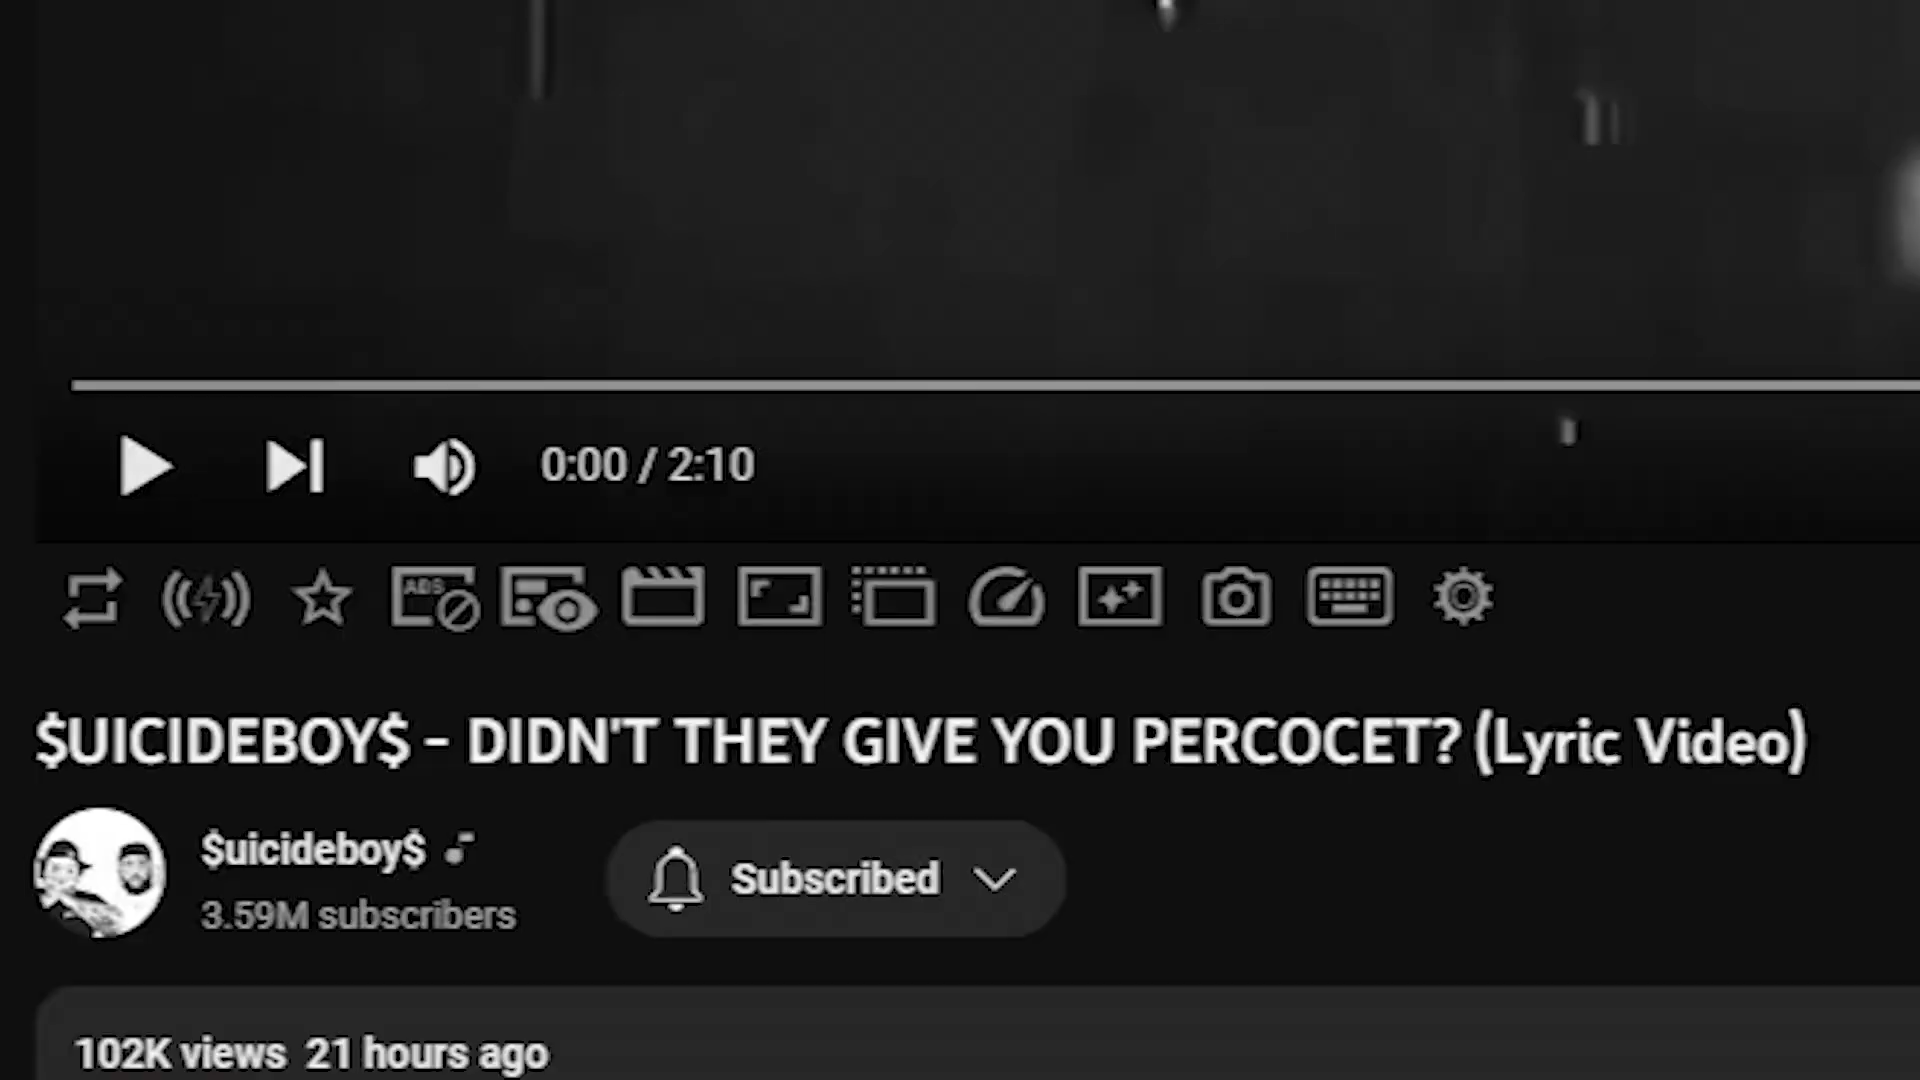 0:00 / 2:10
ADS
$UICIDEBOY$ - DIDN'T THEY GIVE YOU PERCOCET? (Lyric Video)
$uicideboy$
3.59M subscribers
Subscribed
102K views 21 hours ago